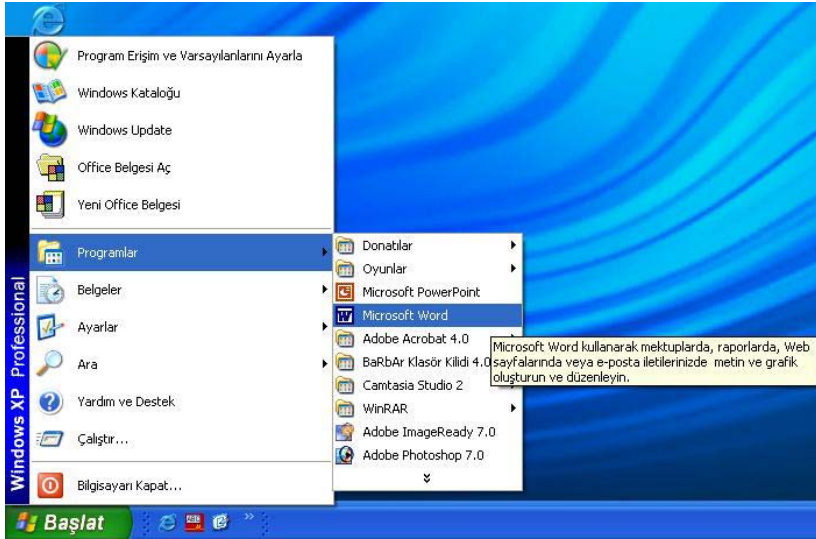 Program Erişim ve Varsayılanlarını Ayarla
Windows Kataloğu
Windows Update
Office Belgesi Aç
Yeni Office Belgesi
Programlar
Belgeler
Ayarlar
Ara
Yardım ve Destek
Çalıştır...
Bilgisayarı Kapat...
Windows XP Professional
Donatılar
Oyunlar
Microsoft PowerPoint
Microsoft Word
Adobe Acrobat 4.0
BaRbAr Klasör Kilidi 4.0
Camtasia Studio 2
WinRAR
Adobe ImageReady 7.0
Adobe Photoshop 7.0
Microsoft Word kullanarak mektuplarda, raporlarda, Web
sayfalarında veya e-posta iletilerinizde metin ve grafik
oluşturun ve düzenleyin.
Başlat